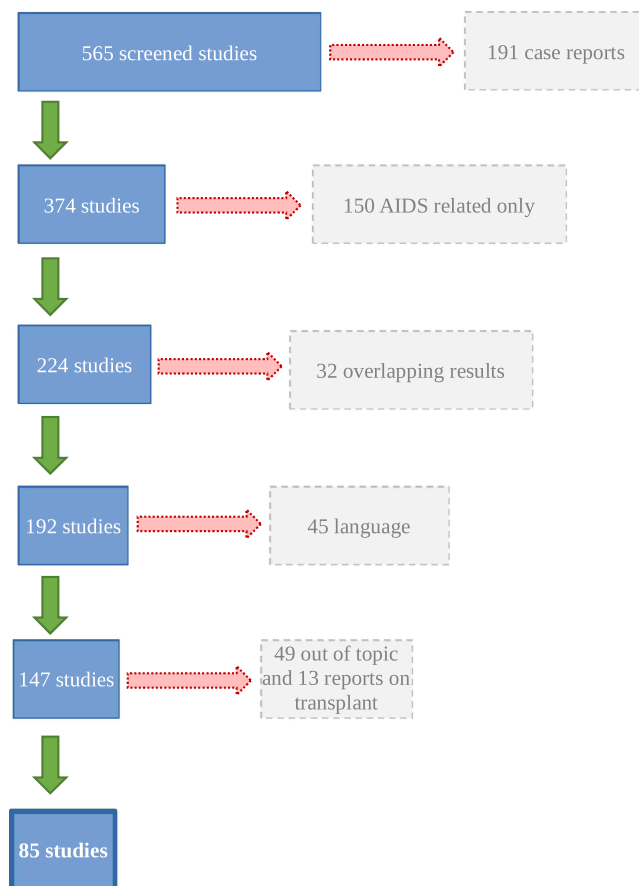 565 screened studies
191 case reports
374 studies
150 AIDS related only
224 studies
32 overlapping results
192 studies
45 language
147 studies
49 out of topic
and 13 reports on
transplant
85 studies